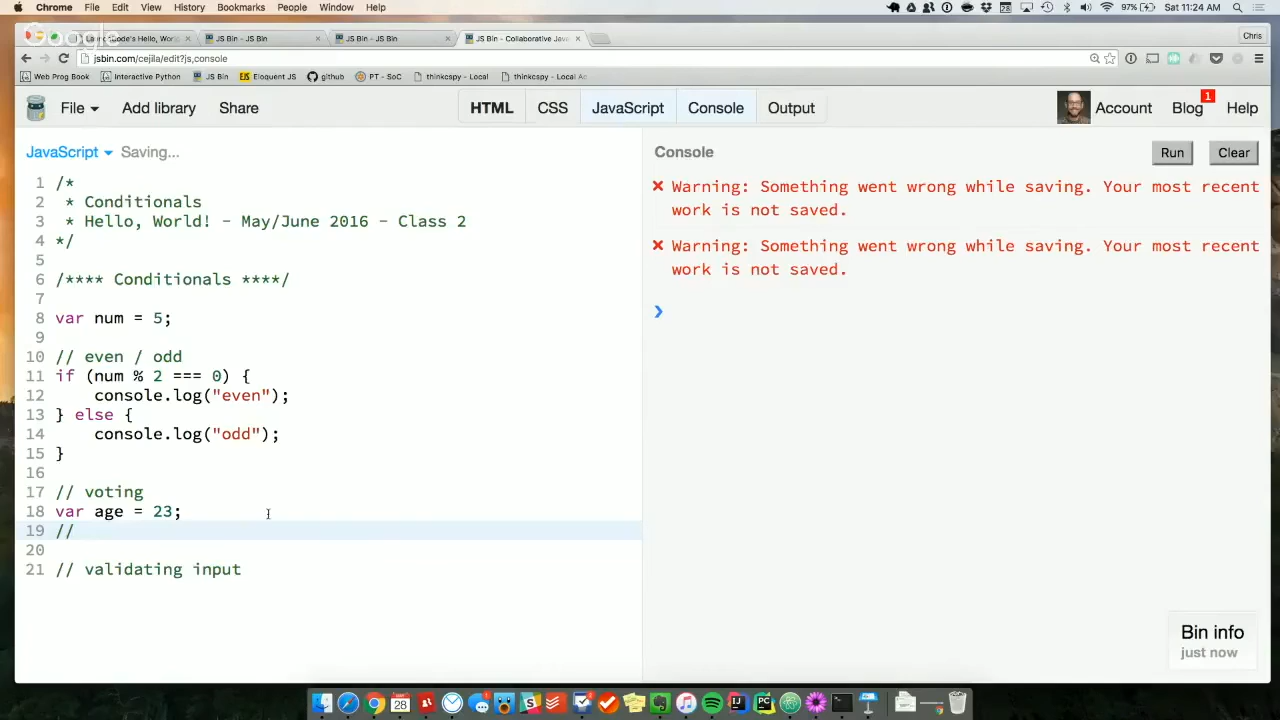 Chrome File Edit View History Bookmarks People Window Help 97% Sat 11:24 AM
Google
JS Bin - JS Bin JS Bin - JS Bin JS Bin - Collaborative Java Chris
jsbin.com/cejila/edit?js,console
Web Prog Book Interactive Python JS Bin Eloquent JS github PT - SoC thinkcspy - Local thinkcspy - Local Ac
File Add library Share HTML CSS JavaScript Console Output Account Blog 1 Help
JavaScript Saving...
Console Run Clear
1 /*
2 * Conditionals
3 * Hello, World! - May/June 2016 - Class 2
4 */
5
6 /**** Conditionals ****/
7
8 var num = 5;
9
10 // even / odd
11 if (num % 2 === 0) {
12 console.log("even");
13 } else {
14 console.log("odd");
15 }
16
17 // voting
18 var age = 23;
19 //
20
21 // validating input
Warning: Something went wrong while saving. Your most recent
work is not saved.
Warning: Something went wrong while saving. Your most recent
work is not saved.
Bin info
just now